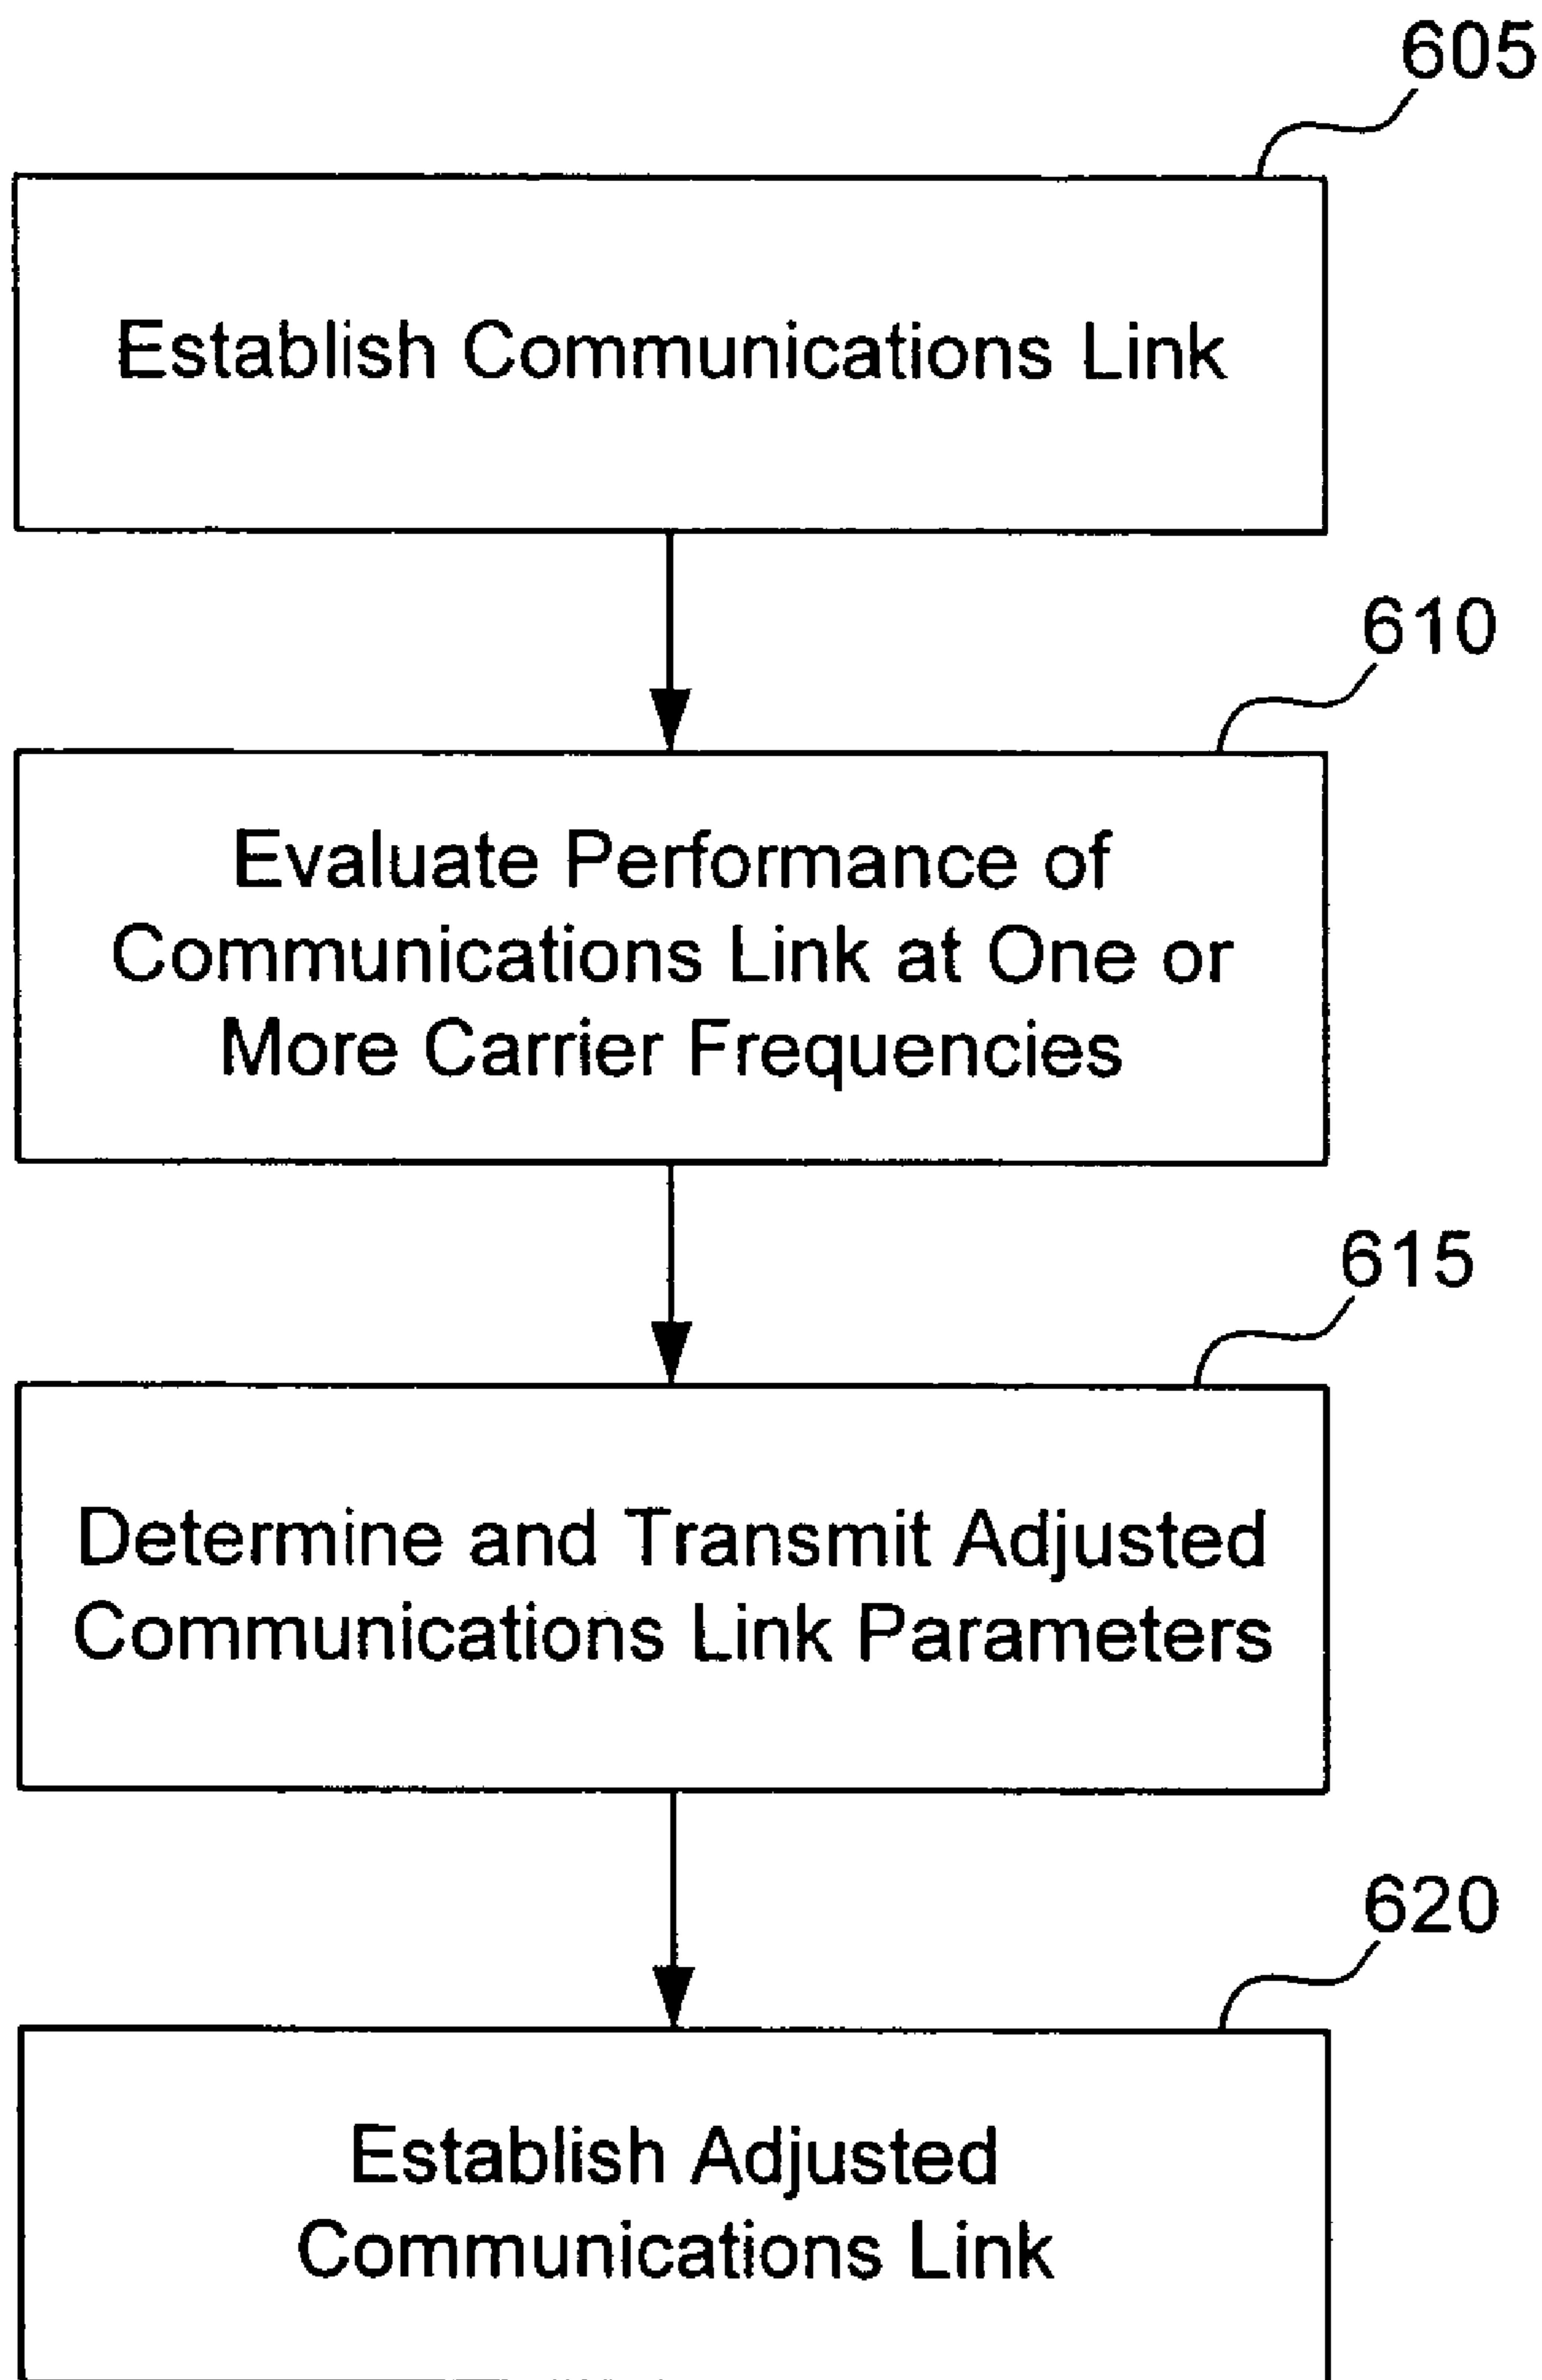 605
Establish Communications Link
610
Evaluate Performance of
Communications Link at One or
More Carrier Frequencies
615
Determine and Transmit Adjusted
Communications Link Parameters
620
Establish Adjusted
Communications Link